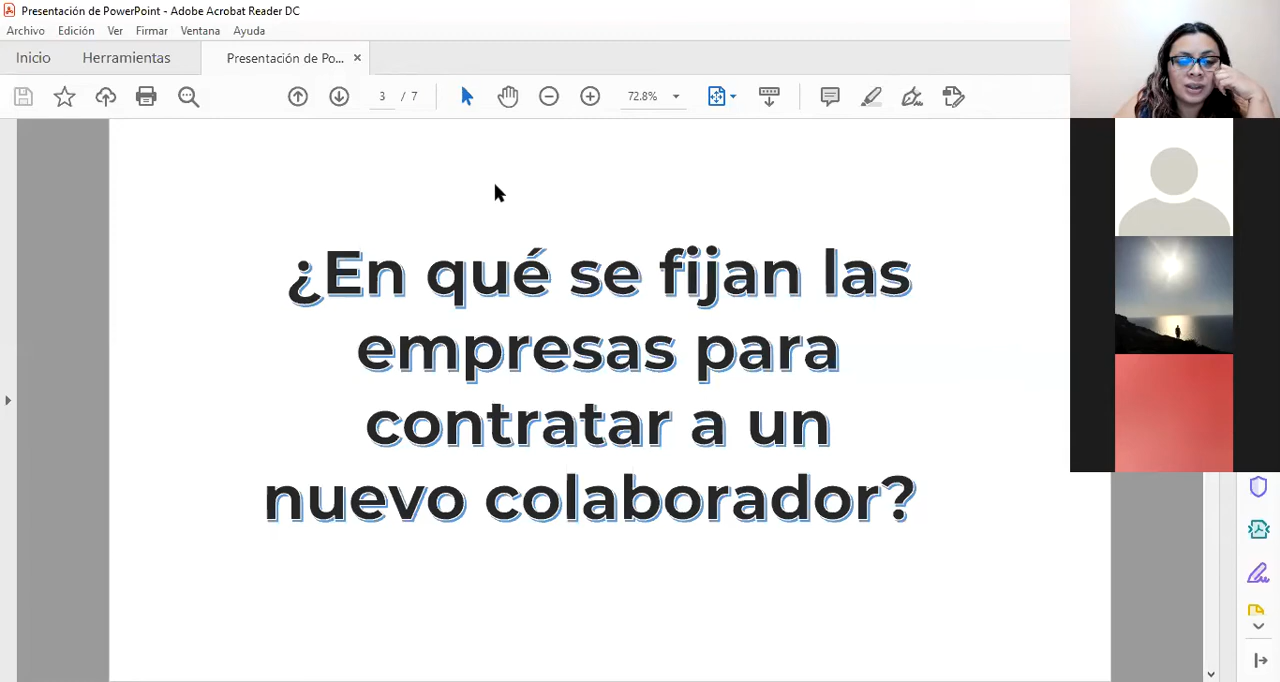 Presentación de PowerPoint - Adobe Acrobat Reader DC
Archivo Edición Ver Firmar Ventana Ayuda
Inicio Herramientas Presentación de Po... ×
3 / 7 72.8%
¿En qué se fijan las
empresas para
contratar a un
nuevo colaborador?